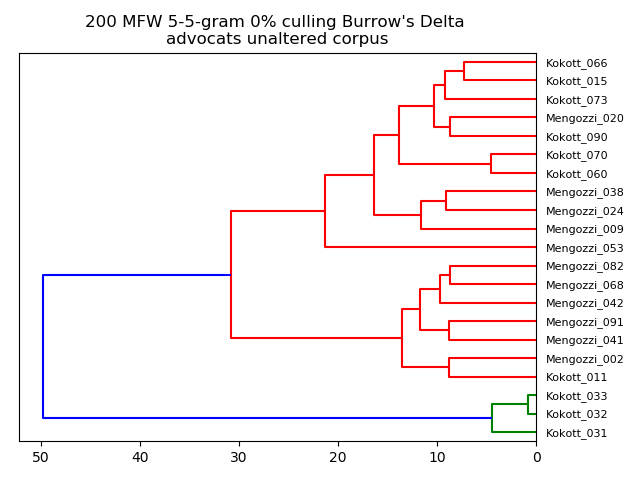 200 MFW 5-5-gram 0% culling Burrow's Delta
advocats unaltered corpus
Kokott_066
Kokott_015
Kokott_073
Mengozzi_020
Kokott_090
Kokott_070
Kokott_060
Mengozzi_038
Mengozzi_024
Mengozzi_009
Mengozzi_053
Mengozzi_082
Mengozzi_068
Mengozzi_042
Mengozzi_091
Mengozzi_041
Mengozzi_002
Kokott_011
Kokott_033
Kokott_032
Kokott_031
50 40 30 20 10 0